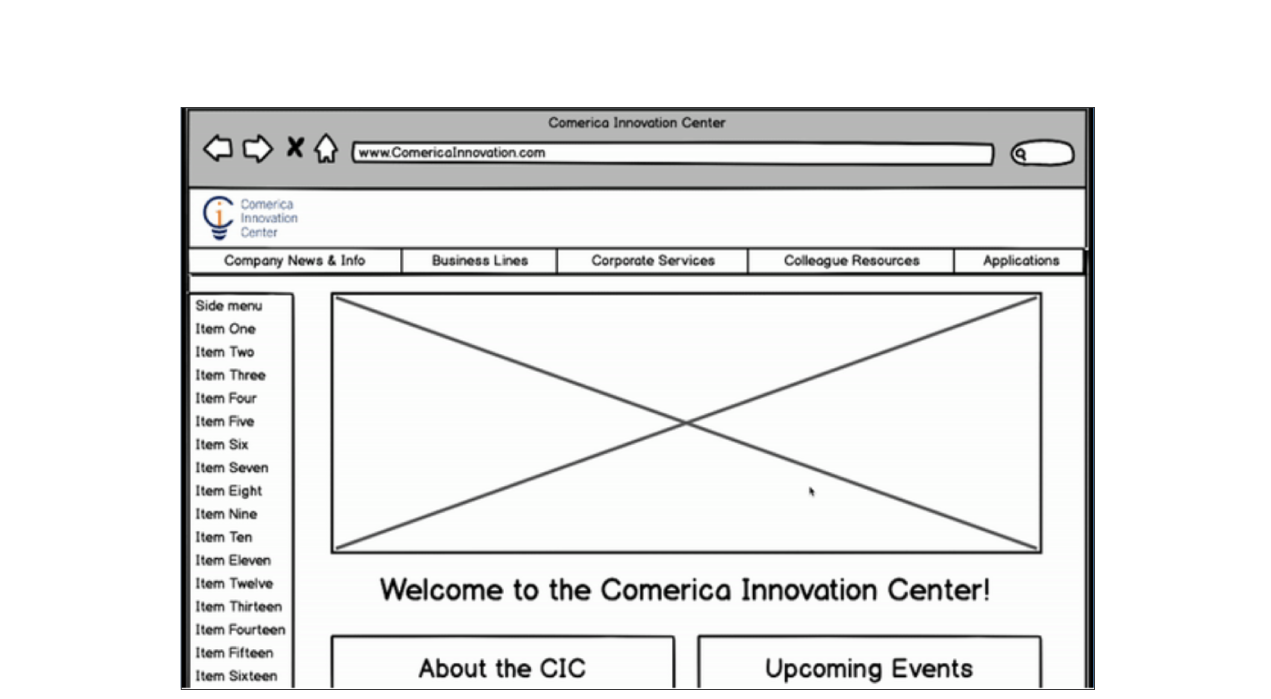 Comerica Innovation Center
www.ComericaInnovation.com
Comerica
Innovation
Center
Company News & Info Business Lines Corporate Services Colleague Resources Applications
Side menu
Item One
Item Two
Item Three
Item Four
Item Five
Item Six
Item Seven
Item Eight
Item Nine
Item Ten
Item Eleven
Item Twelve
Item Thirteen
Item Fourteen
Item Fifteen
Item Sixteen
Welcome to the Comerica Innovation Center!
About the CIC Upcoming Events